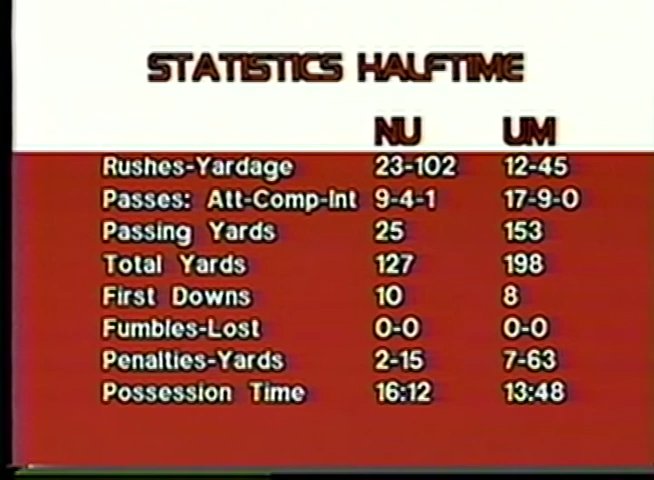 STATISTICS HALFTIME
NU UM
Rushes-Yardage 23-102 12-45
Passes: Att-Comp-Int 9-4-1 17-9-0
Passing Yards 25 153
Total Yards 127 198
First Downs 10 8
Fumbles-Lost 0-0 0-0
Penalties-Yards 2-15 7-63
Possession Time 16:12 13:48